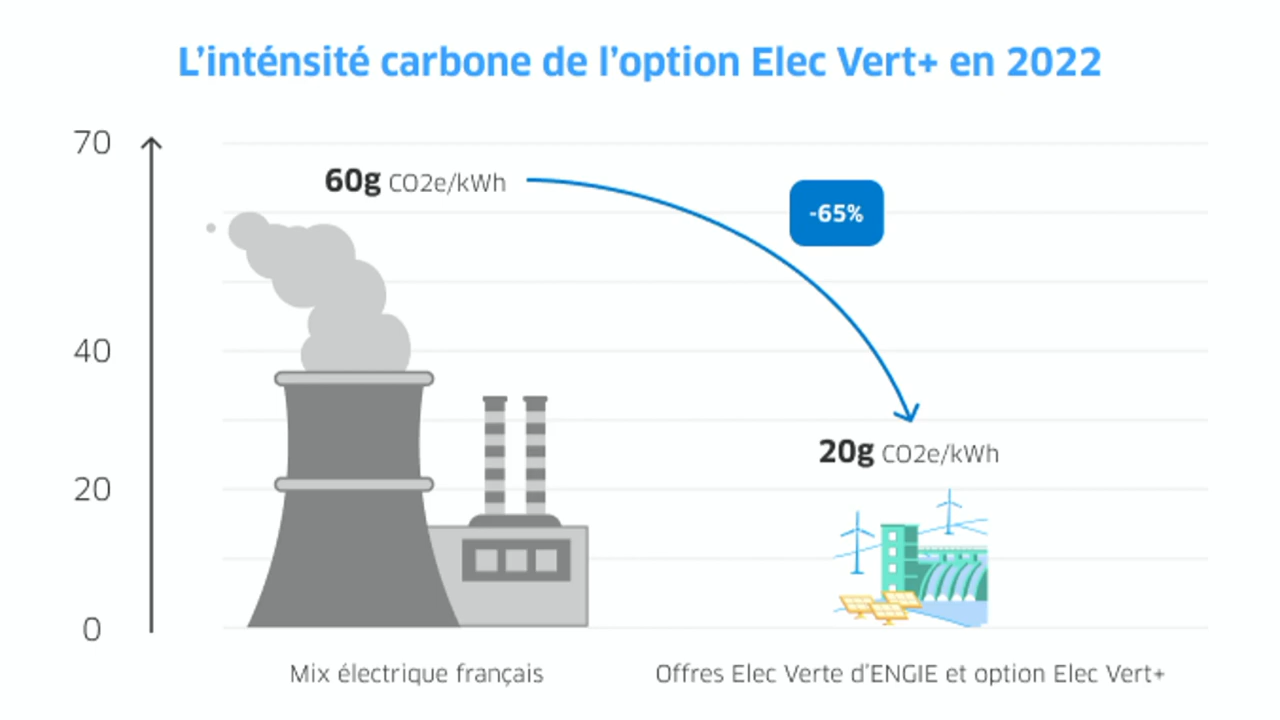 L’inténsité carbone de l’option Elec Vert+ en 2022
70
60g CO2e/kWh
-65%
40
20g CO2e/kWh
20
0
Mix électrique français
Offres Elec Verte d’ENGIE et option Elec Vert+